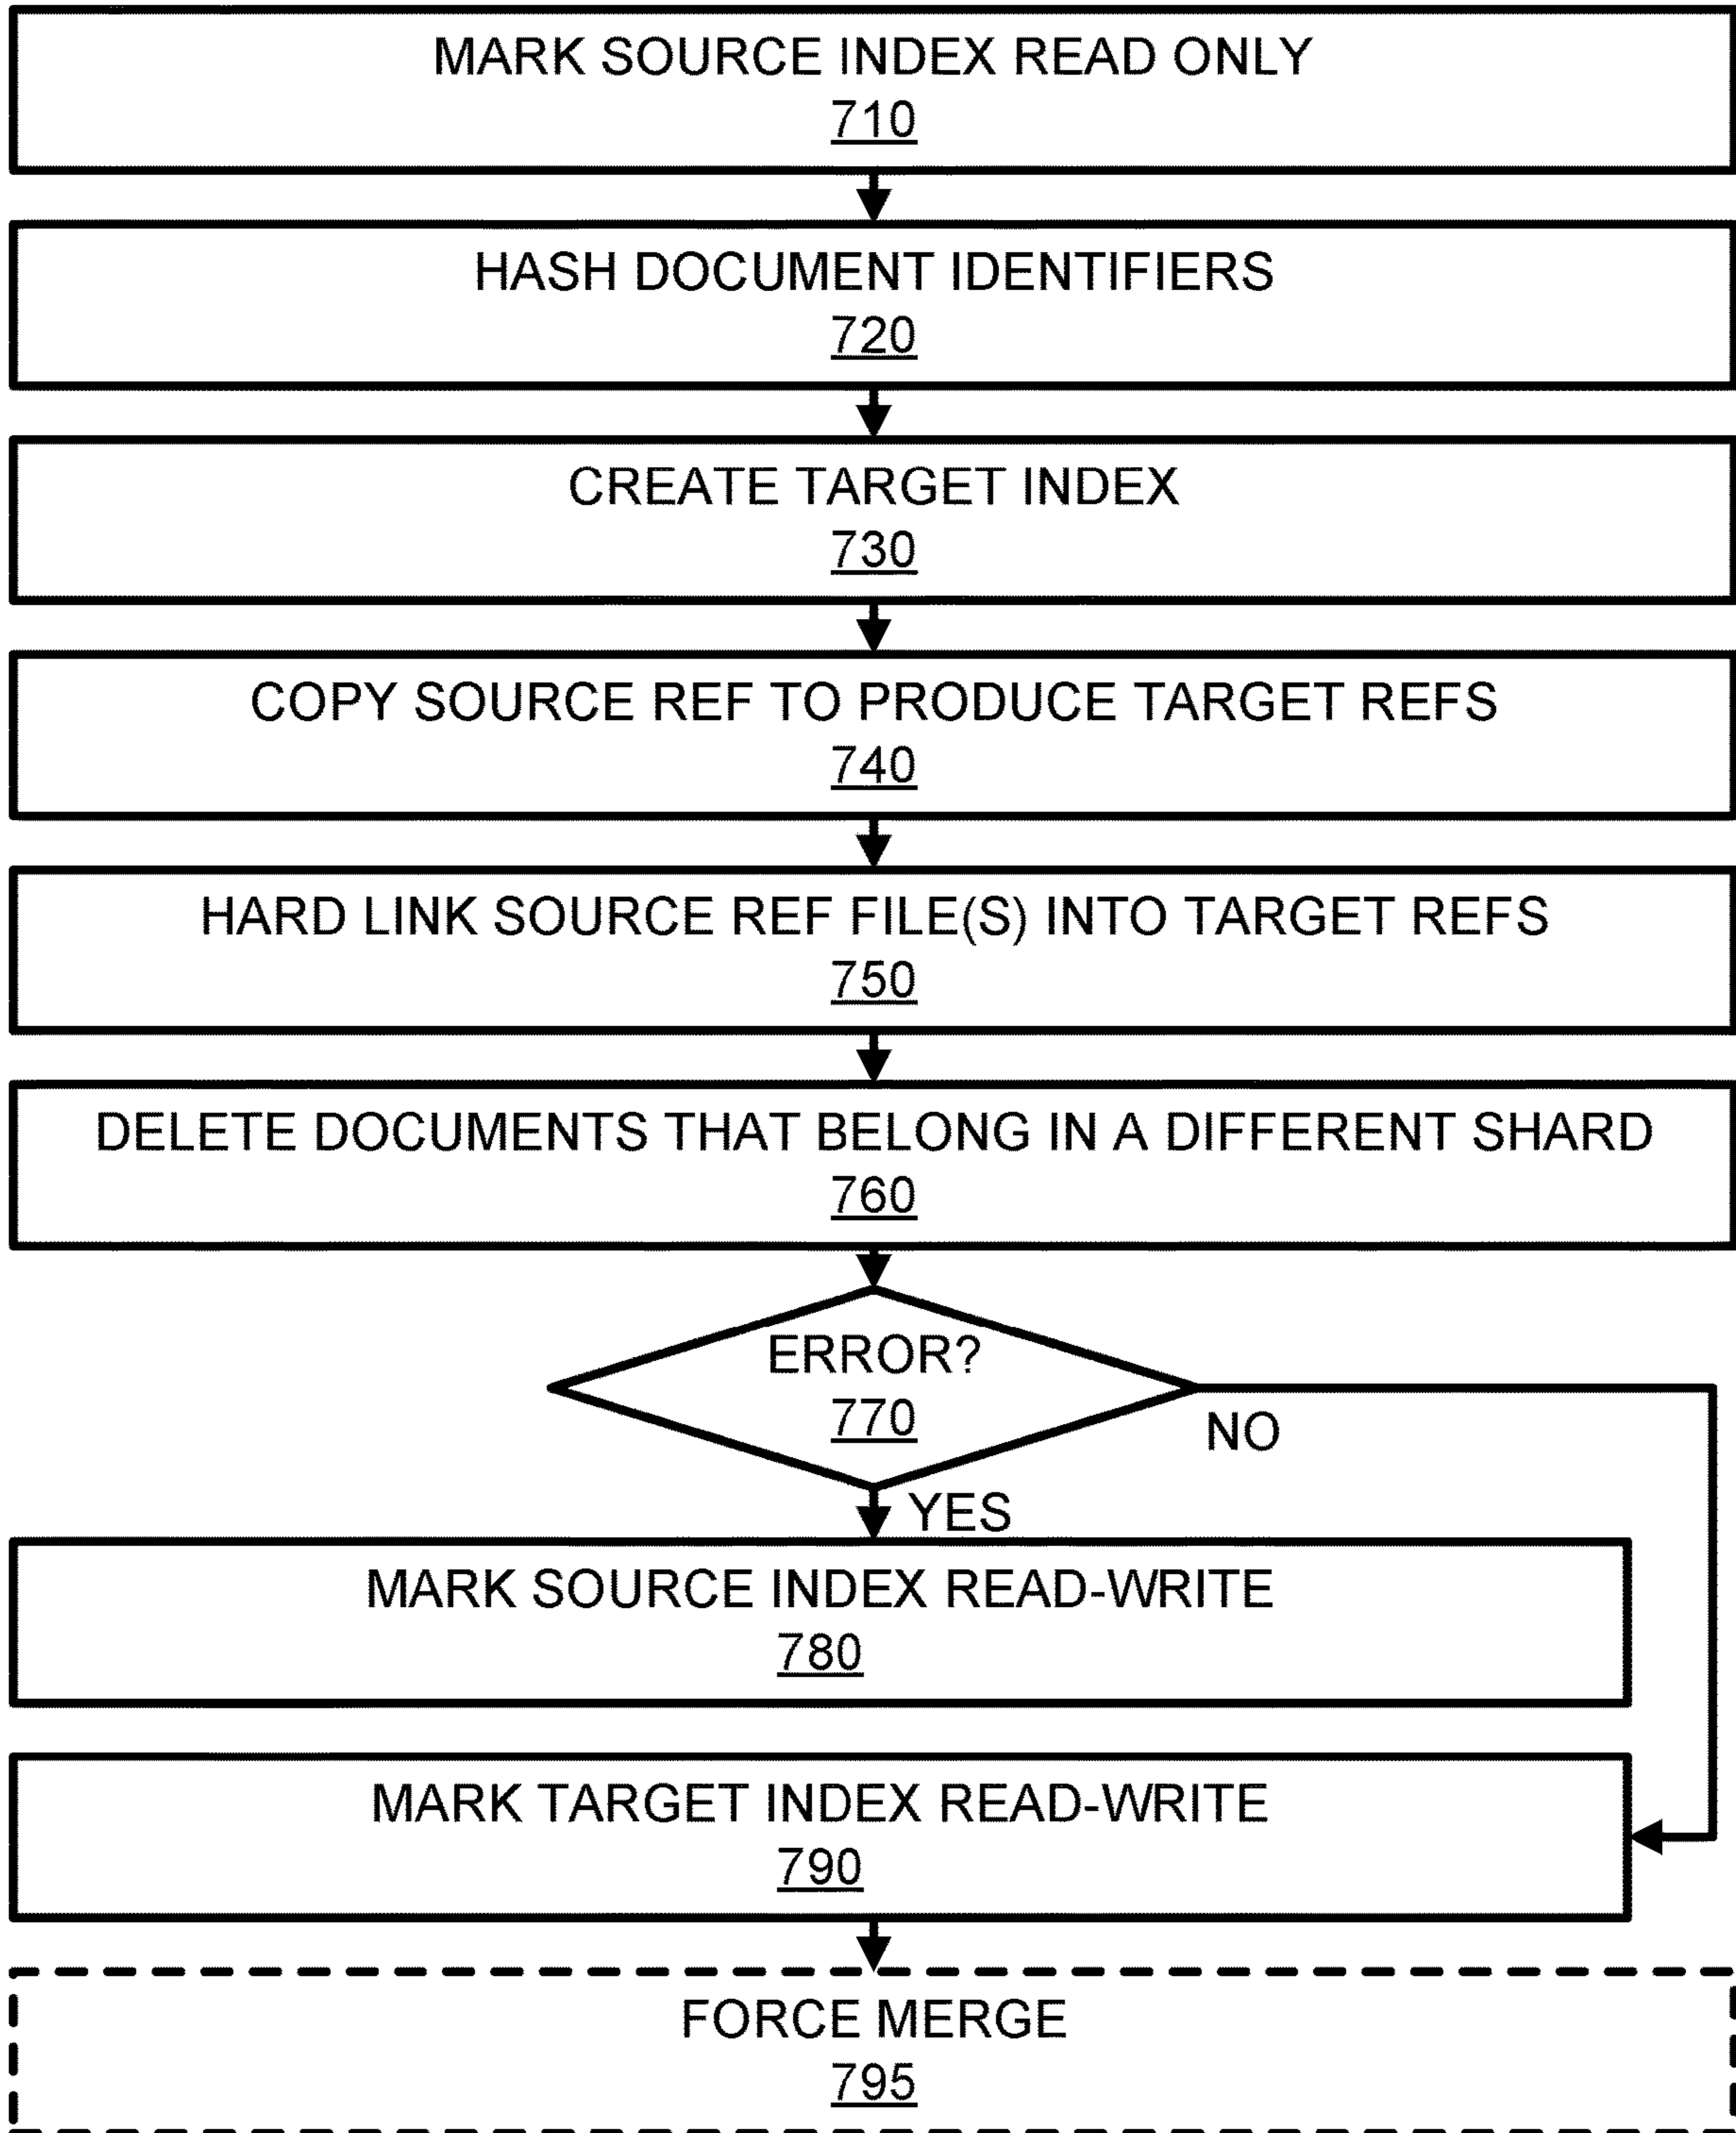 MARK SOURCE INDEX READ ONLY
710
HASH DOCUMENT IDENTIFIERS
720
CREATE TARGET INDEX
730
COPY SOURCE REF TO PRODUCE TARGET REFS
740
HARD LINK SOURCE REF FILE(S) INTO TARGET REFS
750
DELETE DOCUMENTS THAT BELONG IN A DIFFERENT SHARD
760
ERROR?
770
NO
YES
MARK SOURCE INDEX READ-WRITE
780
MARK TARGET INDEX READ-WRITE
790
FORCE MERGE
795